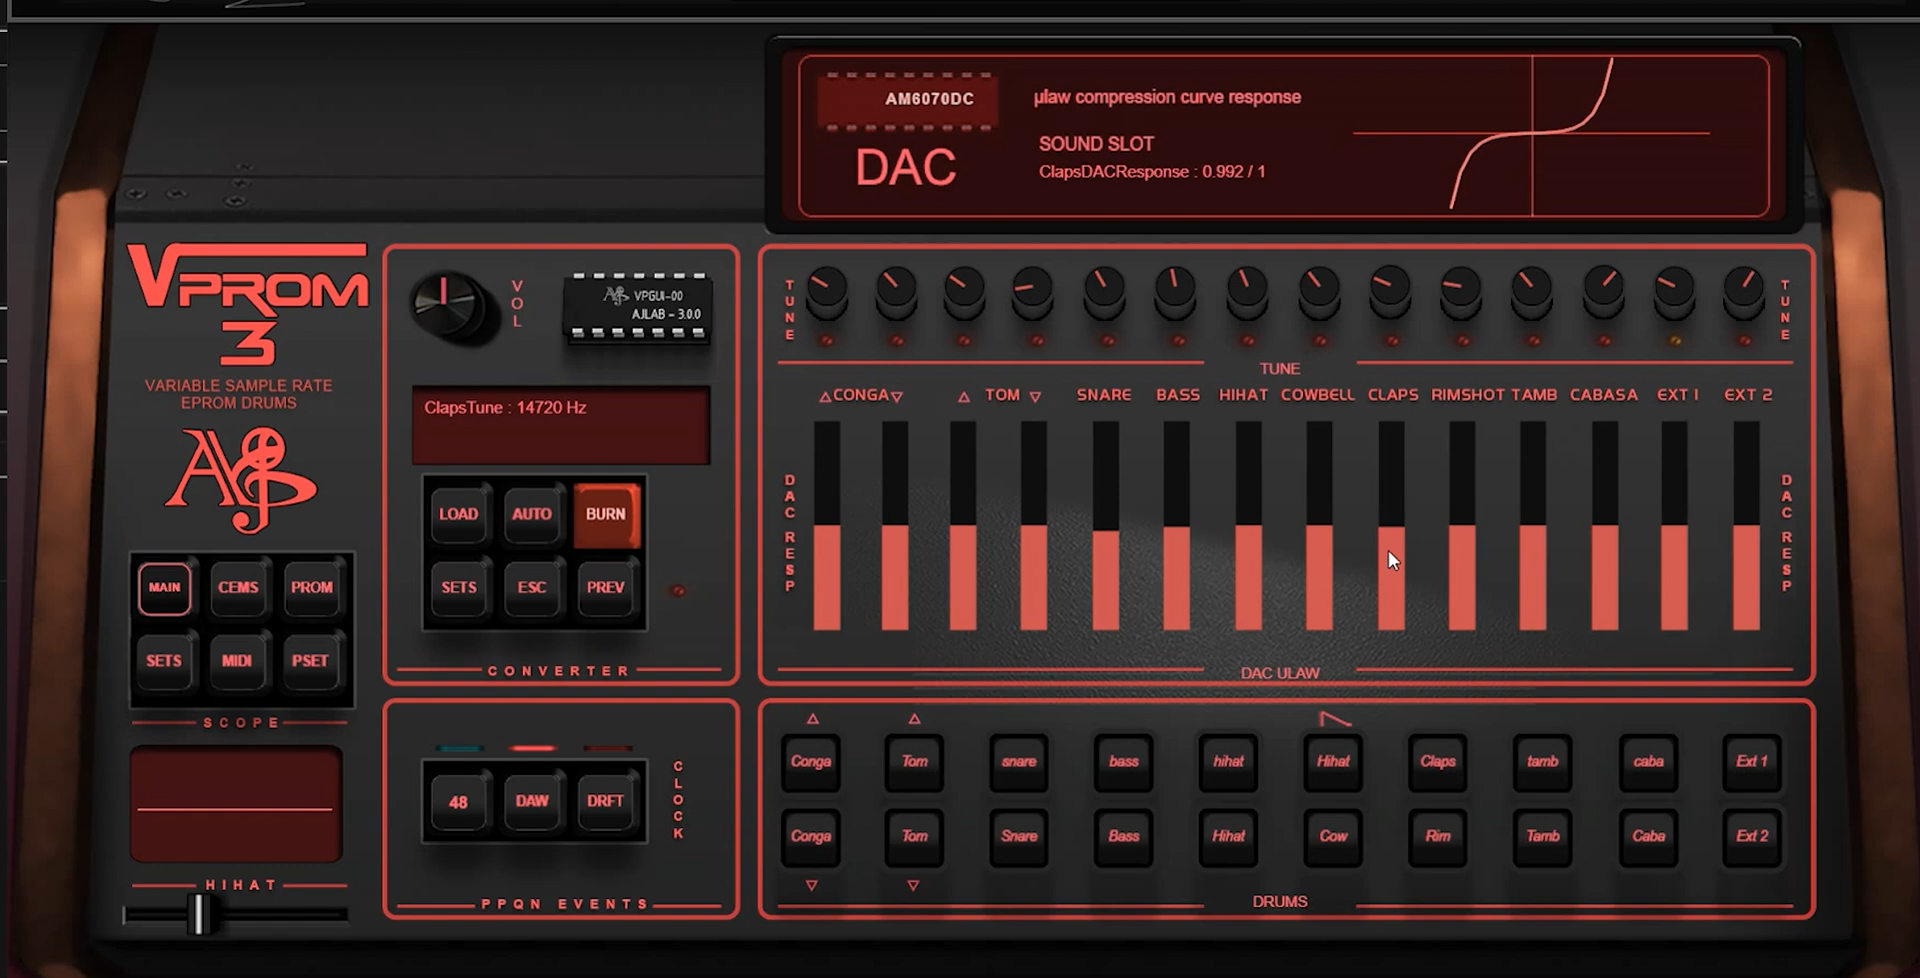 AM6070DC
µlaw compression curve response
SOUND SLOT
DAC
ClapsDACResponse : 0.992 / 1
VPROM
3
VARIABLE SAMPLE RATE
EPROM DRUMS
VOL
VPGUI-00
AJLAB - 3.0.0
ClapsTune : 14720 Hz
LOAD AUTO BURN
SETS ESC PREV
CONVERTER
MAIN CEMS PROM
SETS MIDI PSET
SCOPE
HIHAT
48 DAW DRFT
CLOCK
PPQN EVENTS
TUNE
TUNE
TUNE
CONGA TOM SNARE BASS HIHAT COWBELL CLAPS RIMSHOT TAMB CABASA EXT 1 EXT 2
DAC RESP
DAC RESP
DAC ULAW
Conga Tom snare bass hihat Hihat Claps tamb caba Ext 1
Conga Tom Snare Bass Hihat Cow Rim Tamb Caba Ext 2
DRUMS